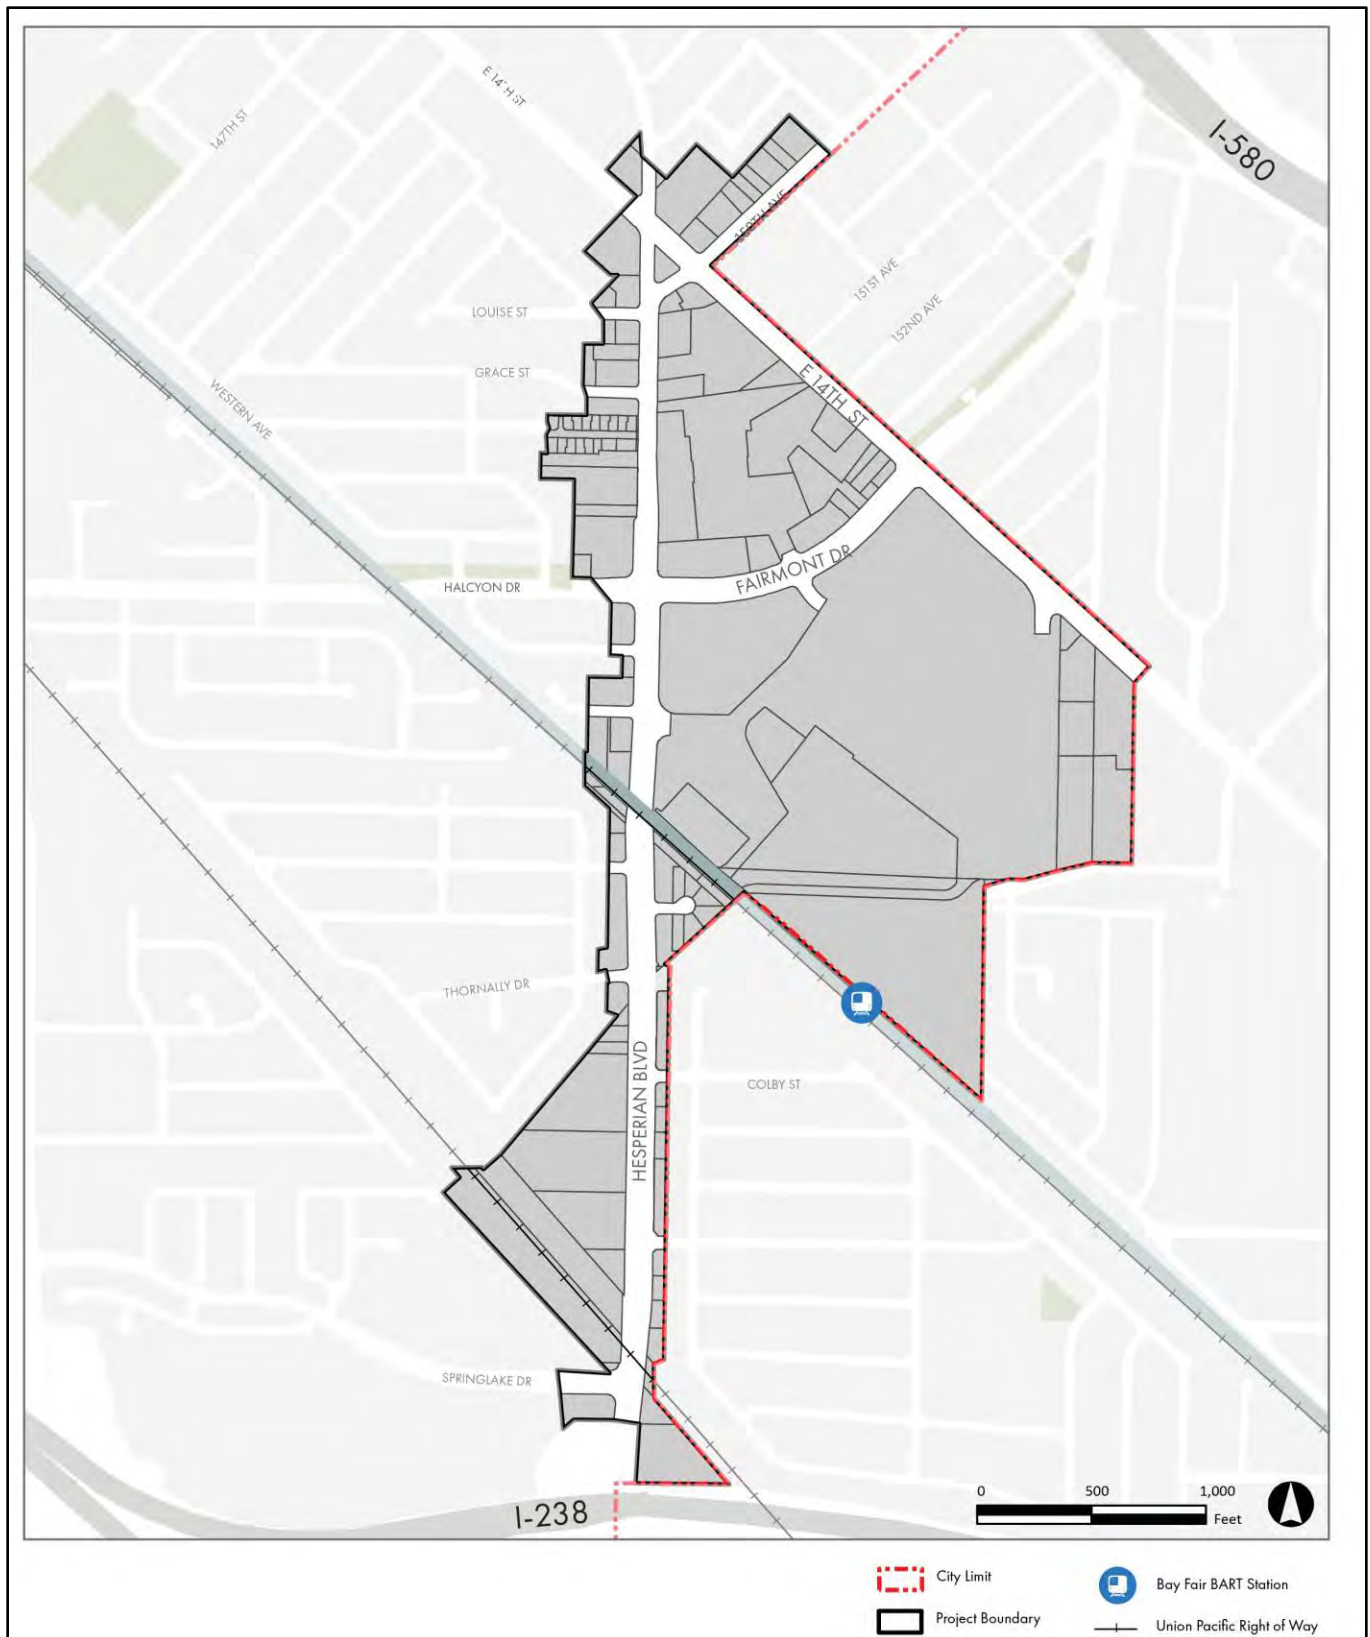 E 14TH ST
147TH ST
I-580
150TH AVE
151ST AVE
LOUISE ST
152ND AVE
GRACE ST
E 14TH ST
WESTERN AVE
FAIRMONT DR
HALCYON DR
THORNALLY DR
HESPERIAN BLVD
COLBY ST
SPRINGLAKE DR
I-238
0 500 1,000
Feet
City Limit
Bay Fair BART Station
Project Boundary
Union Pacific Right of Way